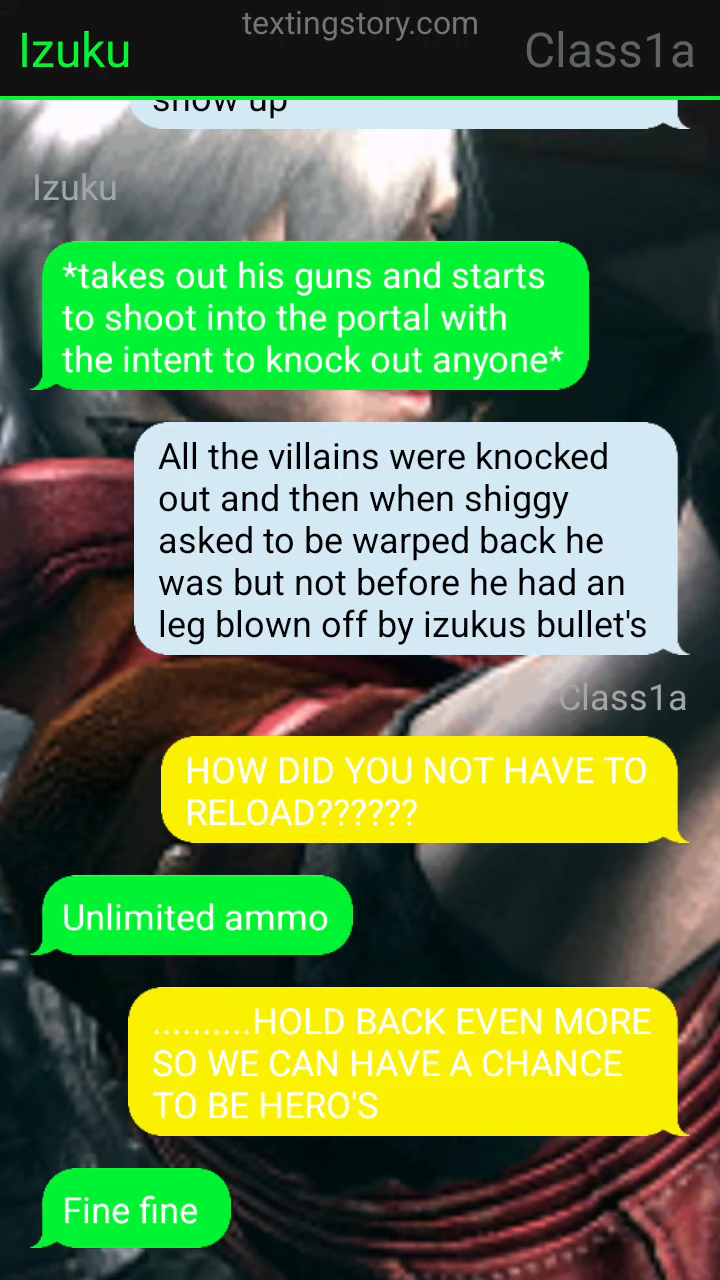 textingstory.com
Izuku
Class1a
show up
Izuku
*takes out his guns and starts
to shoot into the portal with
the intent to knock out anyone*
All the villains were knocked
out and then when shiggy
asked to be warped back he
was but not before he had an
leg blown off by izukus bullet's
Class1a
HOW DID YOU NOT HAVE TO
RELOAD??????
Unlimited ammo
..........HOLD BACK EVEN MORE
SO WE CAN HAVE A CHANCE
TO BE HERO'S
Fine fine